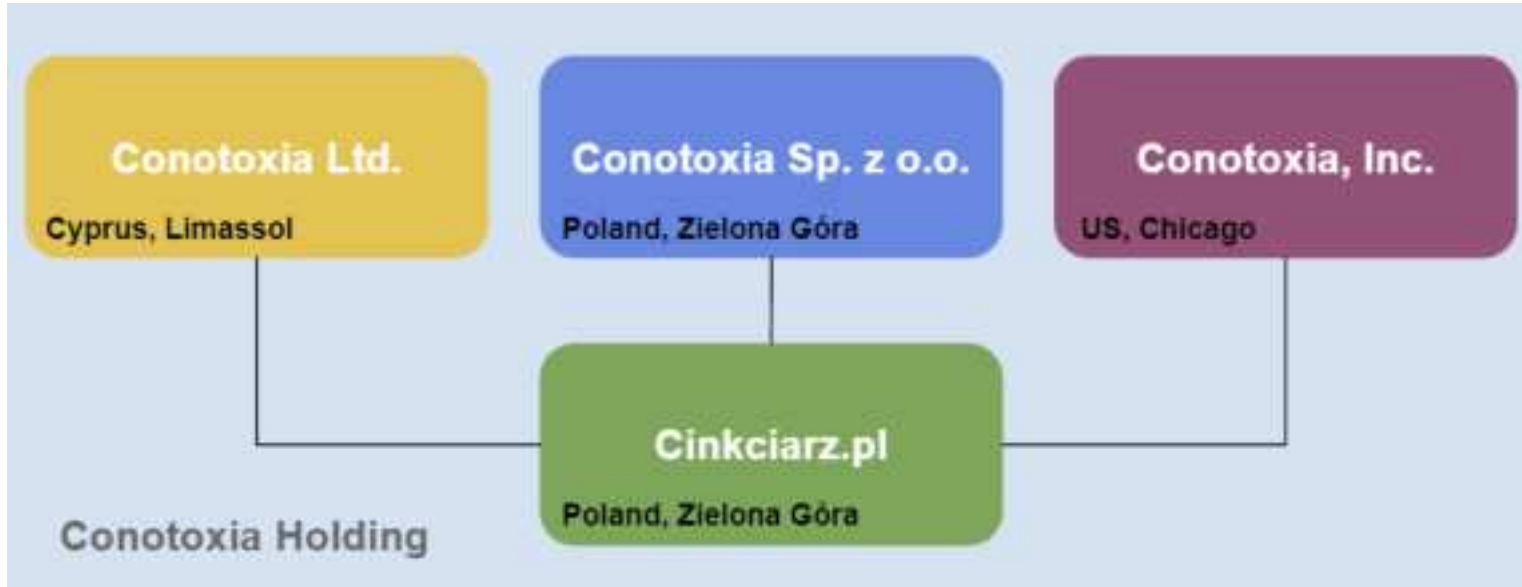 Conotoxia Ltd.
Cyprus, Limassol
Conotoxia Sp. z o.o.
Poland, Zielona Góra
Conotoxia, Inc.
US, Chicago
Cinkciarz.pl
Poland, Zielona Góra
Conotoxia Holding